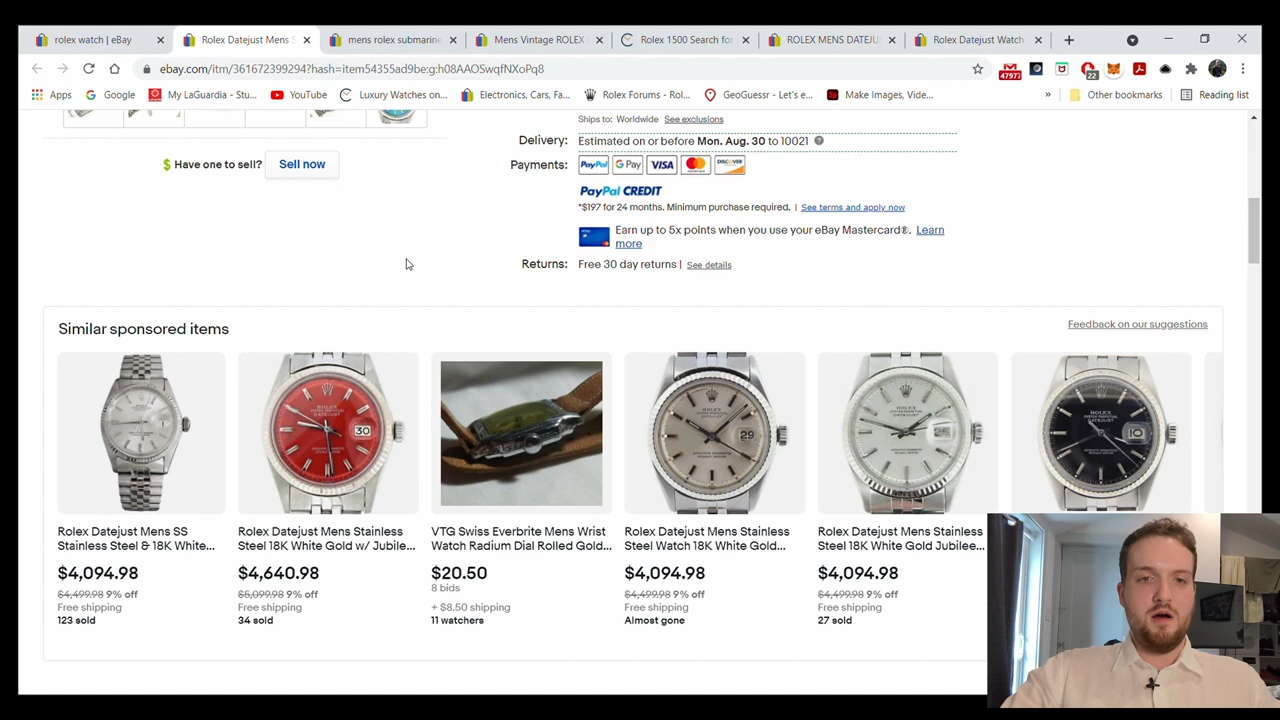 rolex watch | eBay
Rolex Datejust Mens S
mens rolex submarine
Mens Vintage ROLEX
Rolex 1500 Search for
ROLEX MENS DATEJU
Rolex Datejust Watch
ebay.com/itm/361672399294?hash=item54355ad9be:g:h08AAOSwqfNXoPq8
47977
22
Apps
Google
My LaGuardia - Stu...
YouTube
Luxury Watches on...
Electronics, Cars, Fa...
Rolex Forums - Rol...
GeoGuessr - Let's e...
Make Images, Vide...
»
Other bookmarks
Reading list
Ships to: Worldwide See exclusions
Delivery: Estimated on or before Mon. Aug. 30 to 10021
Have one to sell? Sell now
Payments: PayPal G Pay VISA MasterCard DISCOVER
PayPal CREDIT
*$197 for 24 months. Minimum purchase required. | See terms and apply now
Earn up to 5x points when you use your eBay Mastercard®. Learn
more
Returns: Free 30 day returns | See details
Similar sponsored items
Feedback on our suggestions
Rolex Datejust Mens SS
Stainless Steel & 18K White...
$4,094.98
$4,499.98 9% off
Free shipping
123 sold
Rolex Datejust Mens Stainless
Steel 18K White Gold w/ Jubile...
$4,640.98
$5,099.98 9% off
Free shipping
34 sold
VTG Swiss Everbrite Mens Wrist
Watch Radium Dial Rolled Gold...
$20.50
8 bids
+ $8.50 shipping
11 watchers
Rolex Datejust Mens Stainless
Steel Watch 18K White Gold...
$4,094.98
$4,499.98 9% off
Free shipping
Almost gone
Rolex Datejust Mens Stainless
Steel 18K White Gold Jubilee...
$4,094.98
$4,499.98 9% off
Free shipping
27 sold